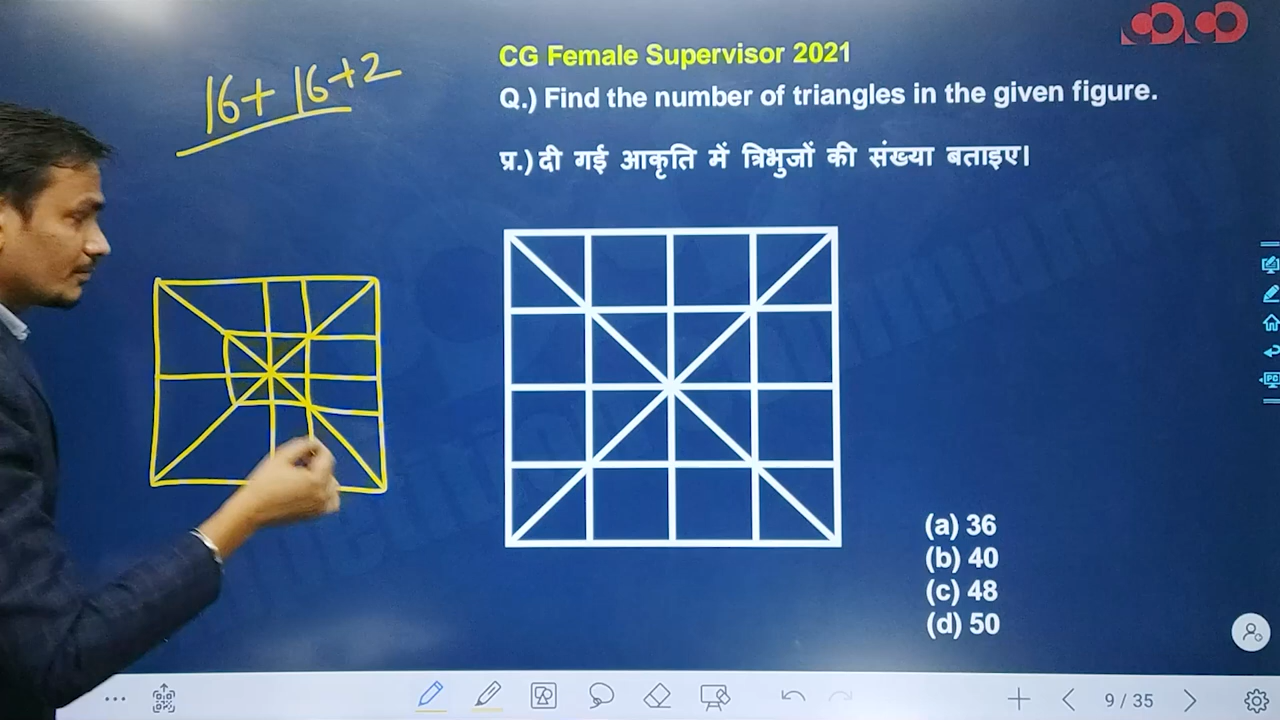 16+ 16+2
CG Female Supervisor 2021
Q.) Find the number of triangles in the given figure.
प्र.) दी गई आकृति में त्रिभुजों की संख्या बताइए।
(a) 36
(b) 40
(c) 48
(d) 50
9 / 35